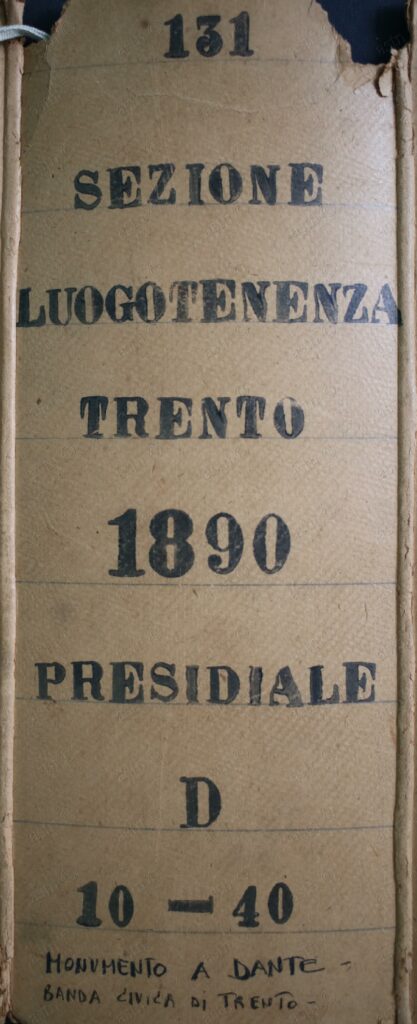 131
SEZIONE
LUOGOTENENZA
TRENTO
1890
PRESIDIALE
D
10 — 40
MONUMENTO A DANTE -
BANDA CIVICA DI TRENTO -